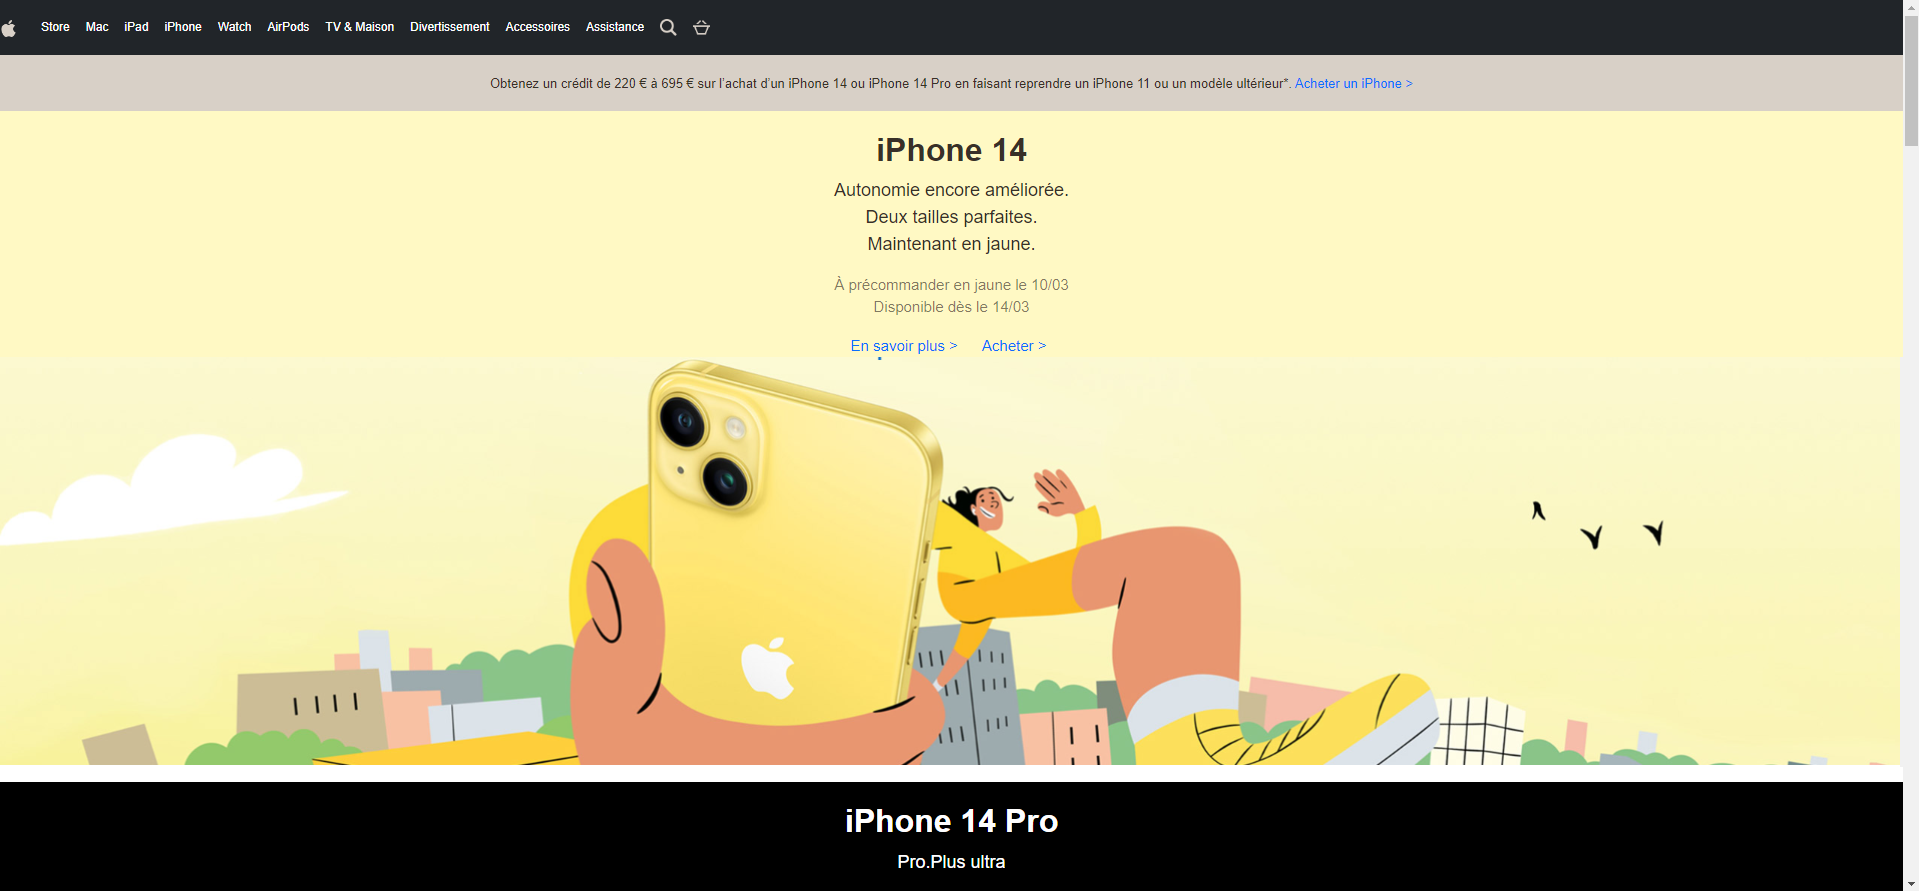 Store Mac iPad iPhone Watch AirPods TV & Maison Divertissement Accessoires Assistance
Obtenez un crédit de 220 € à 695 € sur l'achat d'un iPhone 14 ou iPhone 14 Pro en faisant reprendre un iPhone 11 ou un modèle ultérieur*. Acheter un iPhone >
iPhone 14
Autonomie encore améliorée.
Deux tailles parfaites.
Maintenant en jaune.
À précommander en jaune le 10/03
Disponible dès le 14/03
En savoir plus > Acheter >
iPhone 14 Pro
Pro.Plus ultra